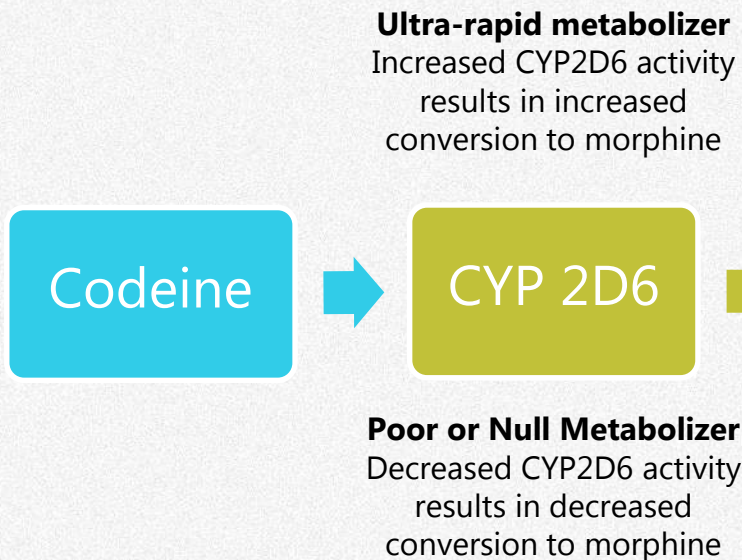 Ultra-rapid metabolizer
Increased CYP2D6 activity
results in increased
conversion to morphine
Codeine
CYP 2D6
Poor or Null Metabolizer
Decreased CYP2D6 activity
results in decreased
conversion to morphine